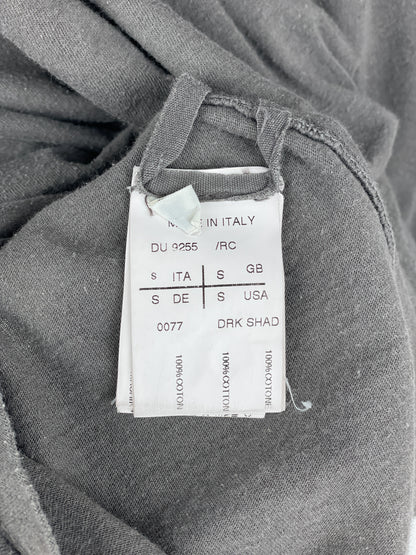 IN ITALY
DU 9255 /RC
S ITA S GB
S DE S USA
0077 DRK SHAD
100%COTONE
100%COTTON
100%COTON